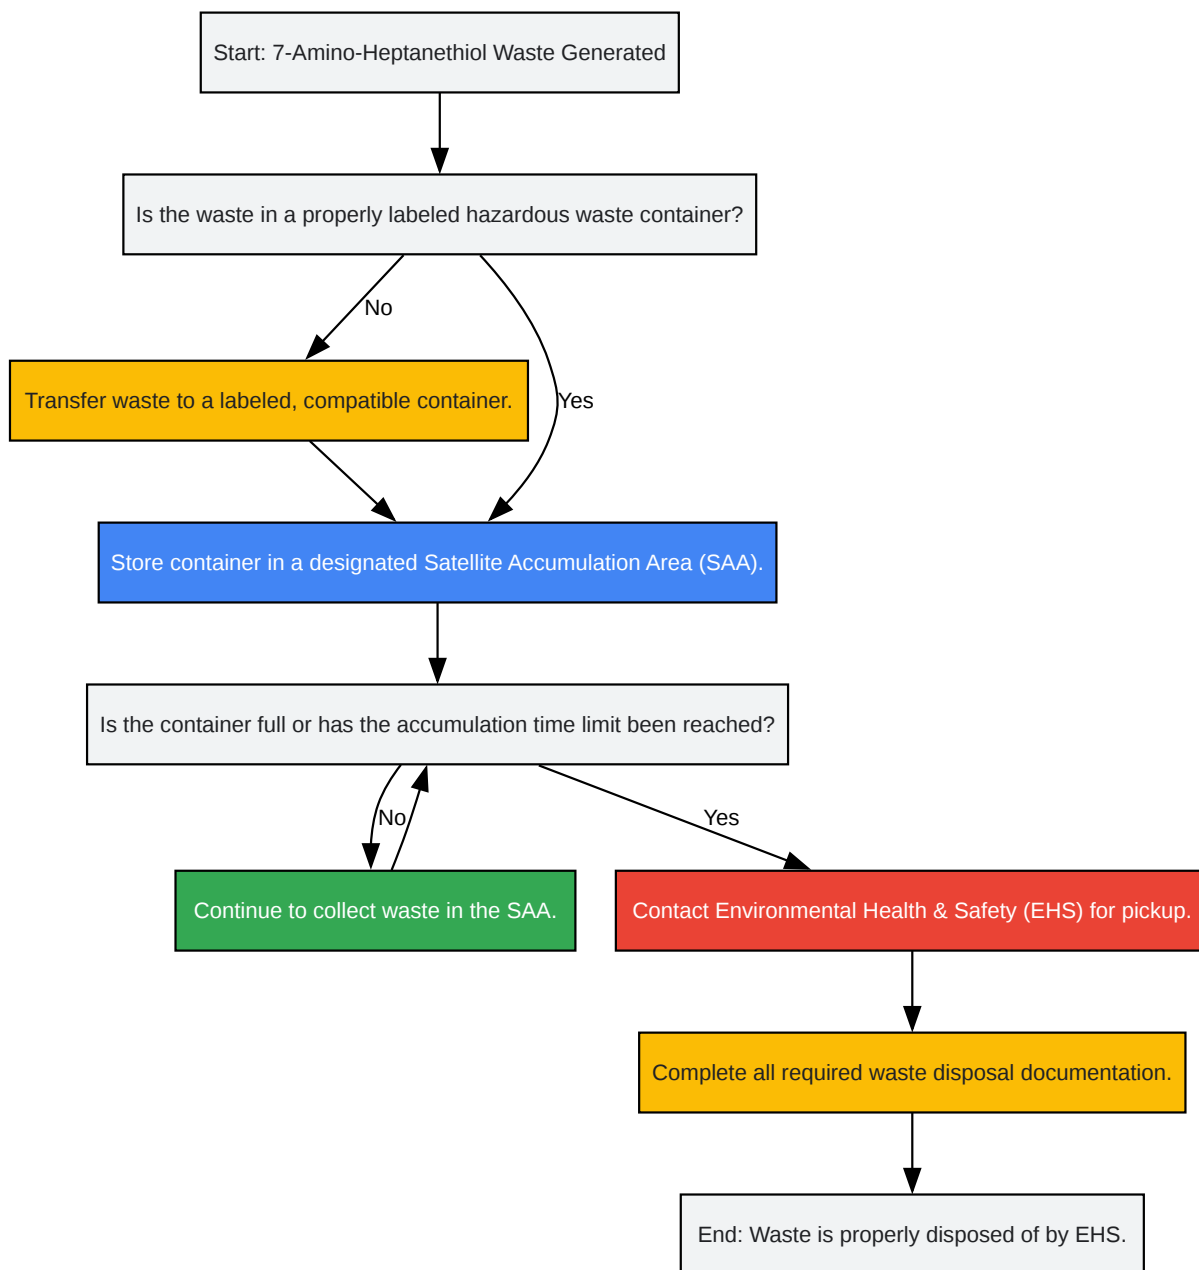 Start: 7-Amino-Heptanethiol Waste Generated
Is the waste in a properly labeled hazardous waste container?
No
Transfer waste to a labeled, compatible container.
Yes
Store container in a designated Satellite Accumulation Area (SAA).
Is the container full or has the accumulation time limit been reached?
No
Yes
Continue to collect waste in the SAA.
Contact Environmental Health & Safety (EHS) for pickup.
Complete all required waste disposal documentation.
End: Waste is properly disposed of by EHS.